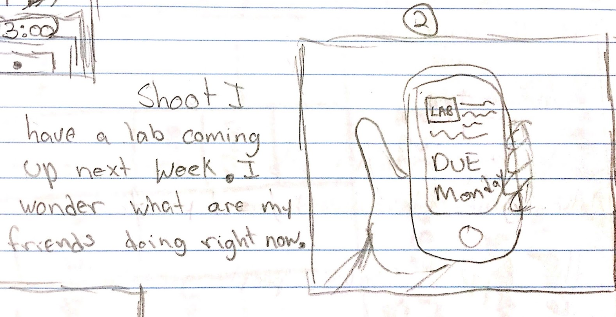 3:00
2
Shoot I
have a lab coming
up next week. I
wonder what are my
friends doing right now.
LAB
DUE
Monday